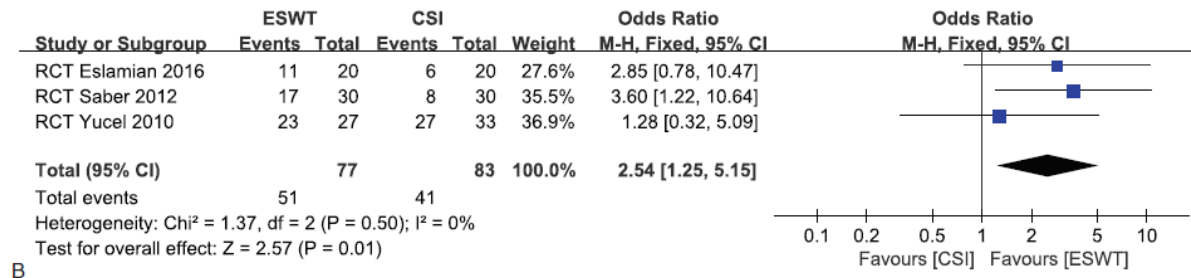 ESWT CSI Odds Ratio Odds Ratio
Study or Subgroup Events Total Events Total Weight M-H, Fixed, 95% CI M-H, Fixed, 95% CI
RCT Eslamian 2016 11 20 6 20 27.6% 2.85 [0.78, 10.47]
RCT Saber 2012 17 30 8 30 35.5% 3.60 [1.22, 10.64]
RCT Yucel 2010 23 27 27 33 36.9% 1.28 [0.32, 5.09]
Total (95% CI) 77 83 100.0% 2.54 [1.25, 5.15]
Total events 51 41
Heterogeneity: Chi² = 1.37, df = 2 (P = 0.50); I² = 0%
Test for overall effect: Z = 2.57 (P = 0.01)
0.1 0.2 0.5 1 2 5 10
Favours [CSI] Favours [ESWT]
B